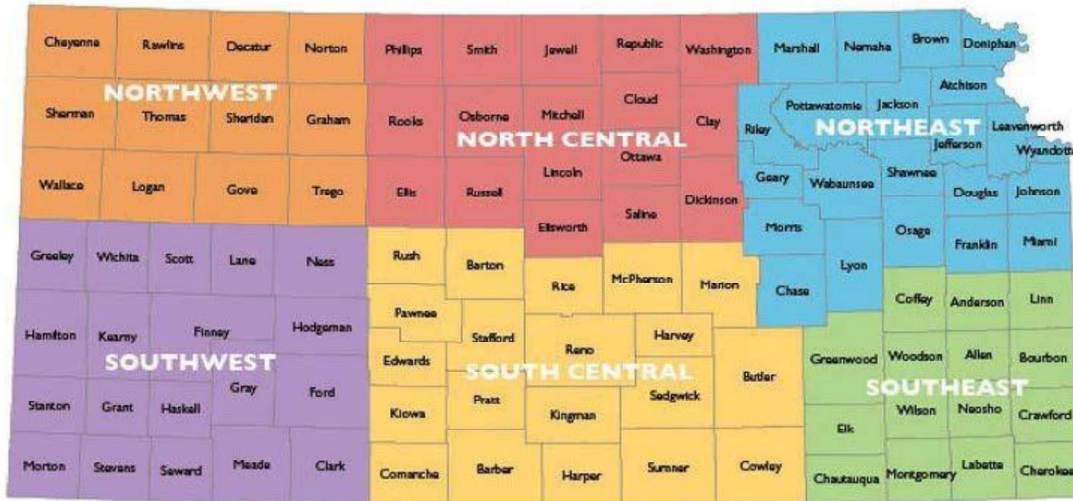 Cheyenne Rawlins Decatur Norton Phillips Smith Jewell Republic Washington Marshall Nemaha Brown Doniphan
Atchison
NORTHWEST
Cloud
Pottawatomie Jackson
Sherman Thomas Sheridan Graham Rooks Osborne Mitchell Clay Riley NORTHEAST Leavenworth
NORTH CENTRAL
Jefferson Wyandott
Ottawa
Wallace Logan Gove Trego Ellis Russell Lincoln Geary Wabaunsee Shawnee Douglas Johnson
Saline Dickinson
Ellsworth Morris Osage
Greeley Wichita Scott Lane Ness Rush Barton Franklin Miami
Lyon
Rice McPherson Marion Chase
Coffey Anderson Linn
Hamilton Kearny Finney Hodgeman Pawnee Stafford Harvey
Reno
SOUTHWEST Edwards SOUTH CENTRAL Butler Greenwood Woodson Allen Bourbon
Gray Ford SOUTHEAST
Stanton Grant Haskell Kiowa Pratt Kingman Sedgwick Wilson Neosho Crawford
Elk
Morton Stevens Seward Meade Clark Comanche Barber Harper Sumner Cowley Chautauqua Montgomery Labette Cherokee